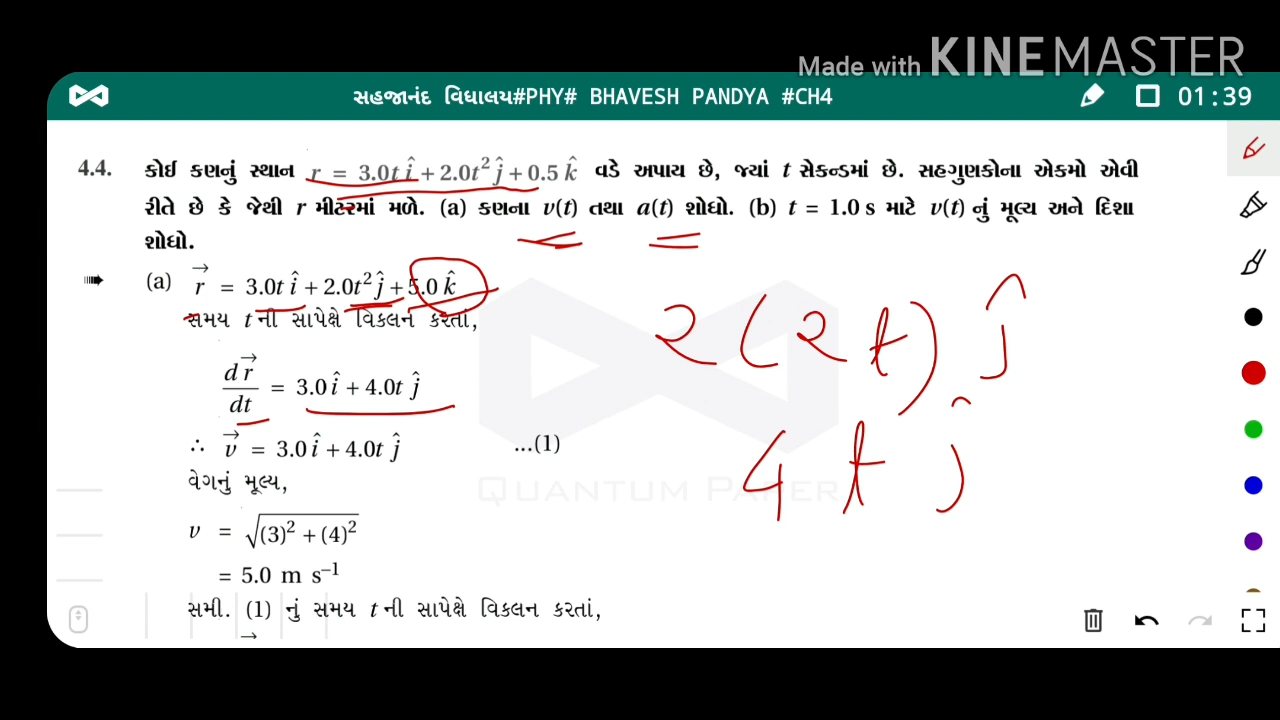 Made with KINEMASTER
સહજાનંદ વિધાલય#PHY# BHAVESH PANDYA #CH4
01:39
4.4. કોઈ કણનું સ્થાન r = 3.0t î + 2.0t² ĵ + 0.5 k̂ વડે અપાય છે, જ્યાં t સેકન્ડમાં છે. સહગુણકોના એકમો એવી
રીતે છે કે જેથી r મીટરમાં મળે. (a) કણના v(t) તથા a(t) શોધો. (b) t = 1.0 s માટે v(t) નું મૂલ્ય અને દિશા
શોધો.
(a) r⃗ = 3.0t î + 2.0t² ĵ + 5.0 k̂
સમય t ની સાપેક્ષે વિકલન કરતાં,
2 (2t) ĵ
dr⃗/dt = 3.0 î + 4.0t ĵ
∴ v⃗ = 3.0 î + 4.0t ĵ ...(1)
4 t ĵ
વેગનું મૂલ્ય,
QUANTUM PAPER
v = √(3)² + (4)²
= 5.0 m s⁻¹
સમી. (1) નું સમય t ની સાપેક્ષે વિકલન કરતાં,